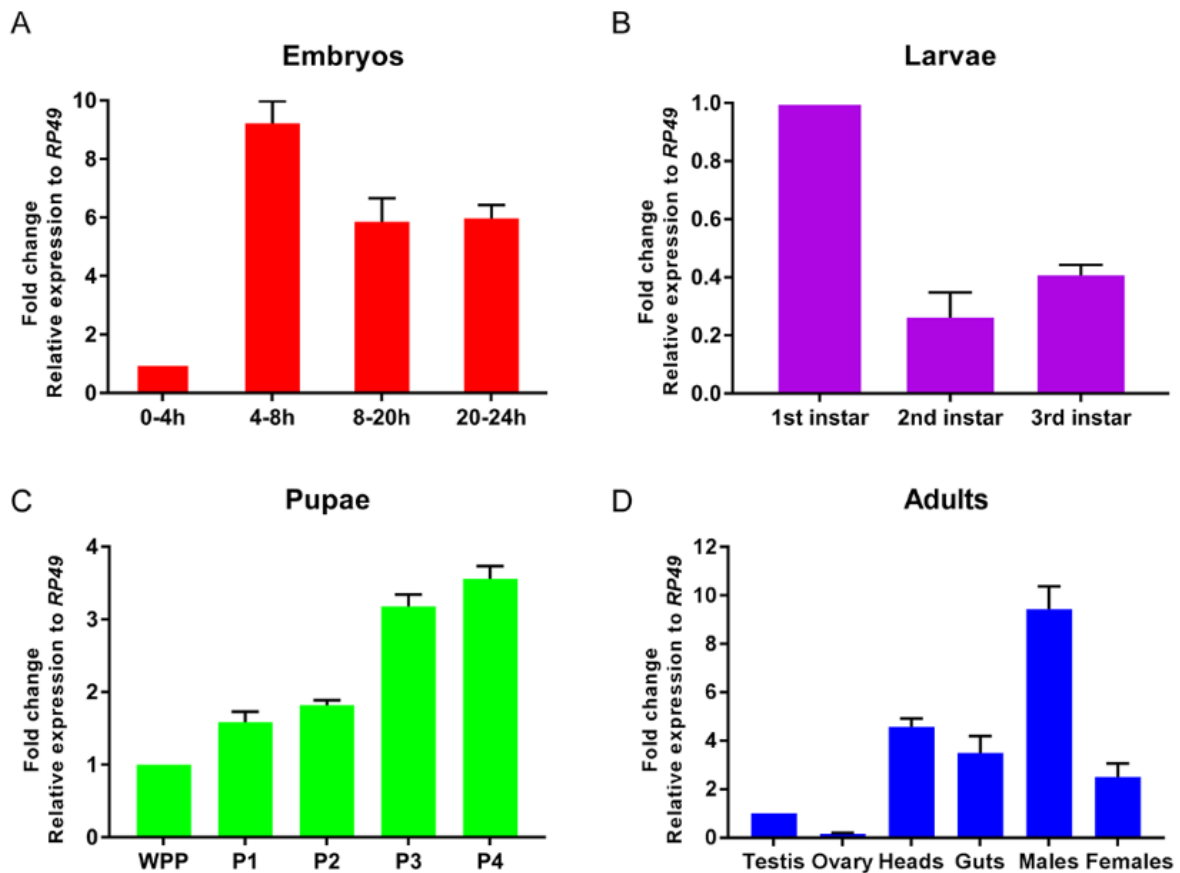 A
Embryos
Fold change
Relative expression to RP49
10
8
6
4
2
0
0-4h 4-8h 8-20h 20-24h
B
Larvae
Fold change
Relative expression to RP49
1.0
0.8
0.6
0.4
0.2
0.0
1st instar 2nd instar 3rd instar
C
Pupae
Fold change
Relative expression to RP49
4
3
2
1
0
WPP P1 P2 P3 P4
D
Adults
Fold change
Relative expression to RP49
12
10
8
6
4
2
0
Testis Ovary Heads Guts Males Females